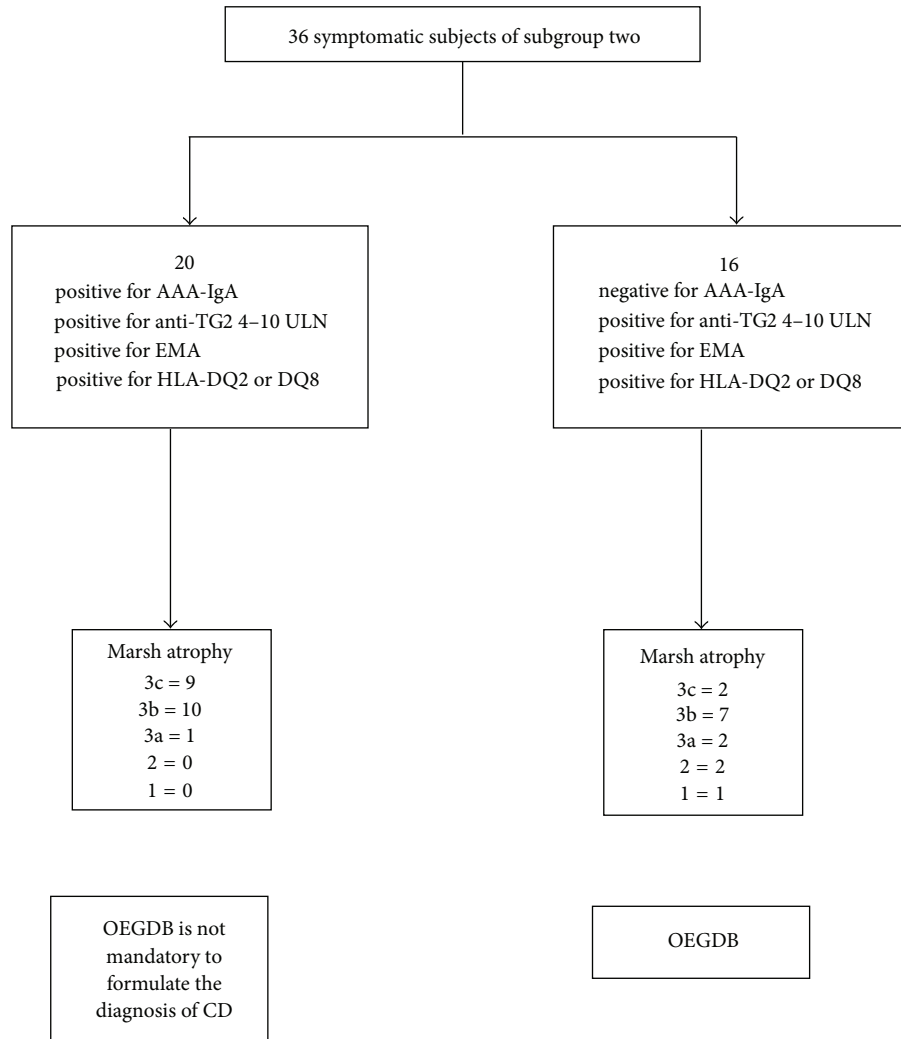 36 symptomatic subjects of subgroup two
20
positive for AAA-IgA
positive for anti-TG2 4–10 ULN
positive for EMA
positive for HLA-DQ2 or DQ8
16
negative for AAA-IgA
positive for anti-TG2 4–10 ULN
positive for EMA
positive for HLA-DQ2 or DQ8
Marsh atrophy
3c = 9
3b = 10
3a = 1
2 = 0
1 = 0
Marsh atrophy
3c = 2
3b = 7
3a = 2
2 = 2
1 = 1
OEGDB is not
mandatory to
formulate the
diagnosis of CD
OEGDB